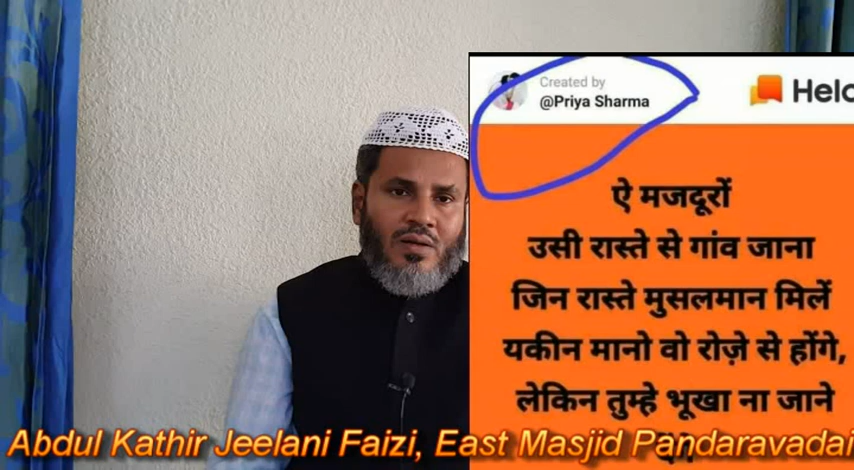 Created by
@Priya Sharma
Helo
ऐ मजदूरों
उसी रास्ते से गांव जाना
जिन रास्ते मुसलमान मिलें
यकीन मानो वो रोज़े से होंगे,
लेकिन तुम्हे भूखा ना जाने
Abdul Kathir Jeelani Faizi, East Masjid Pandaravadai